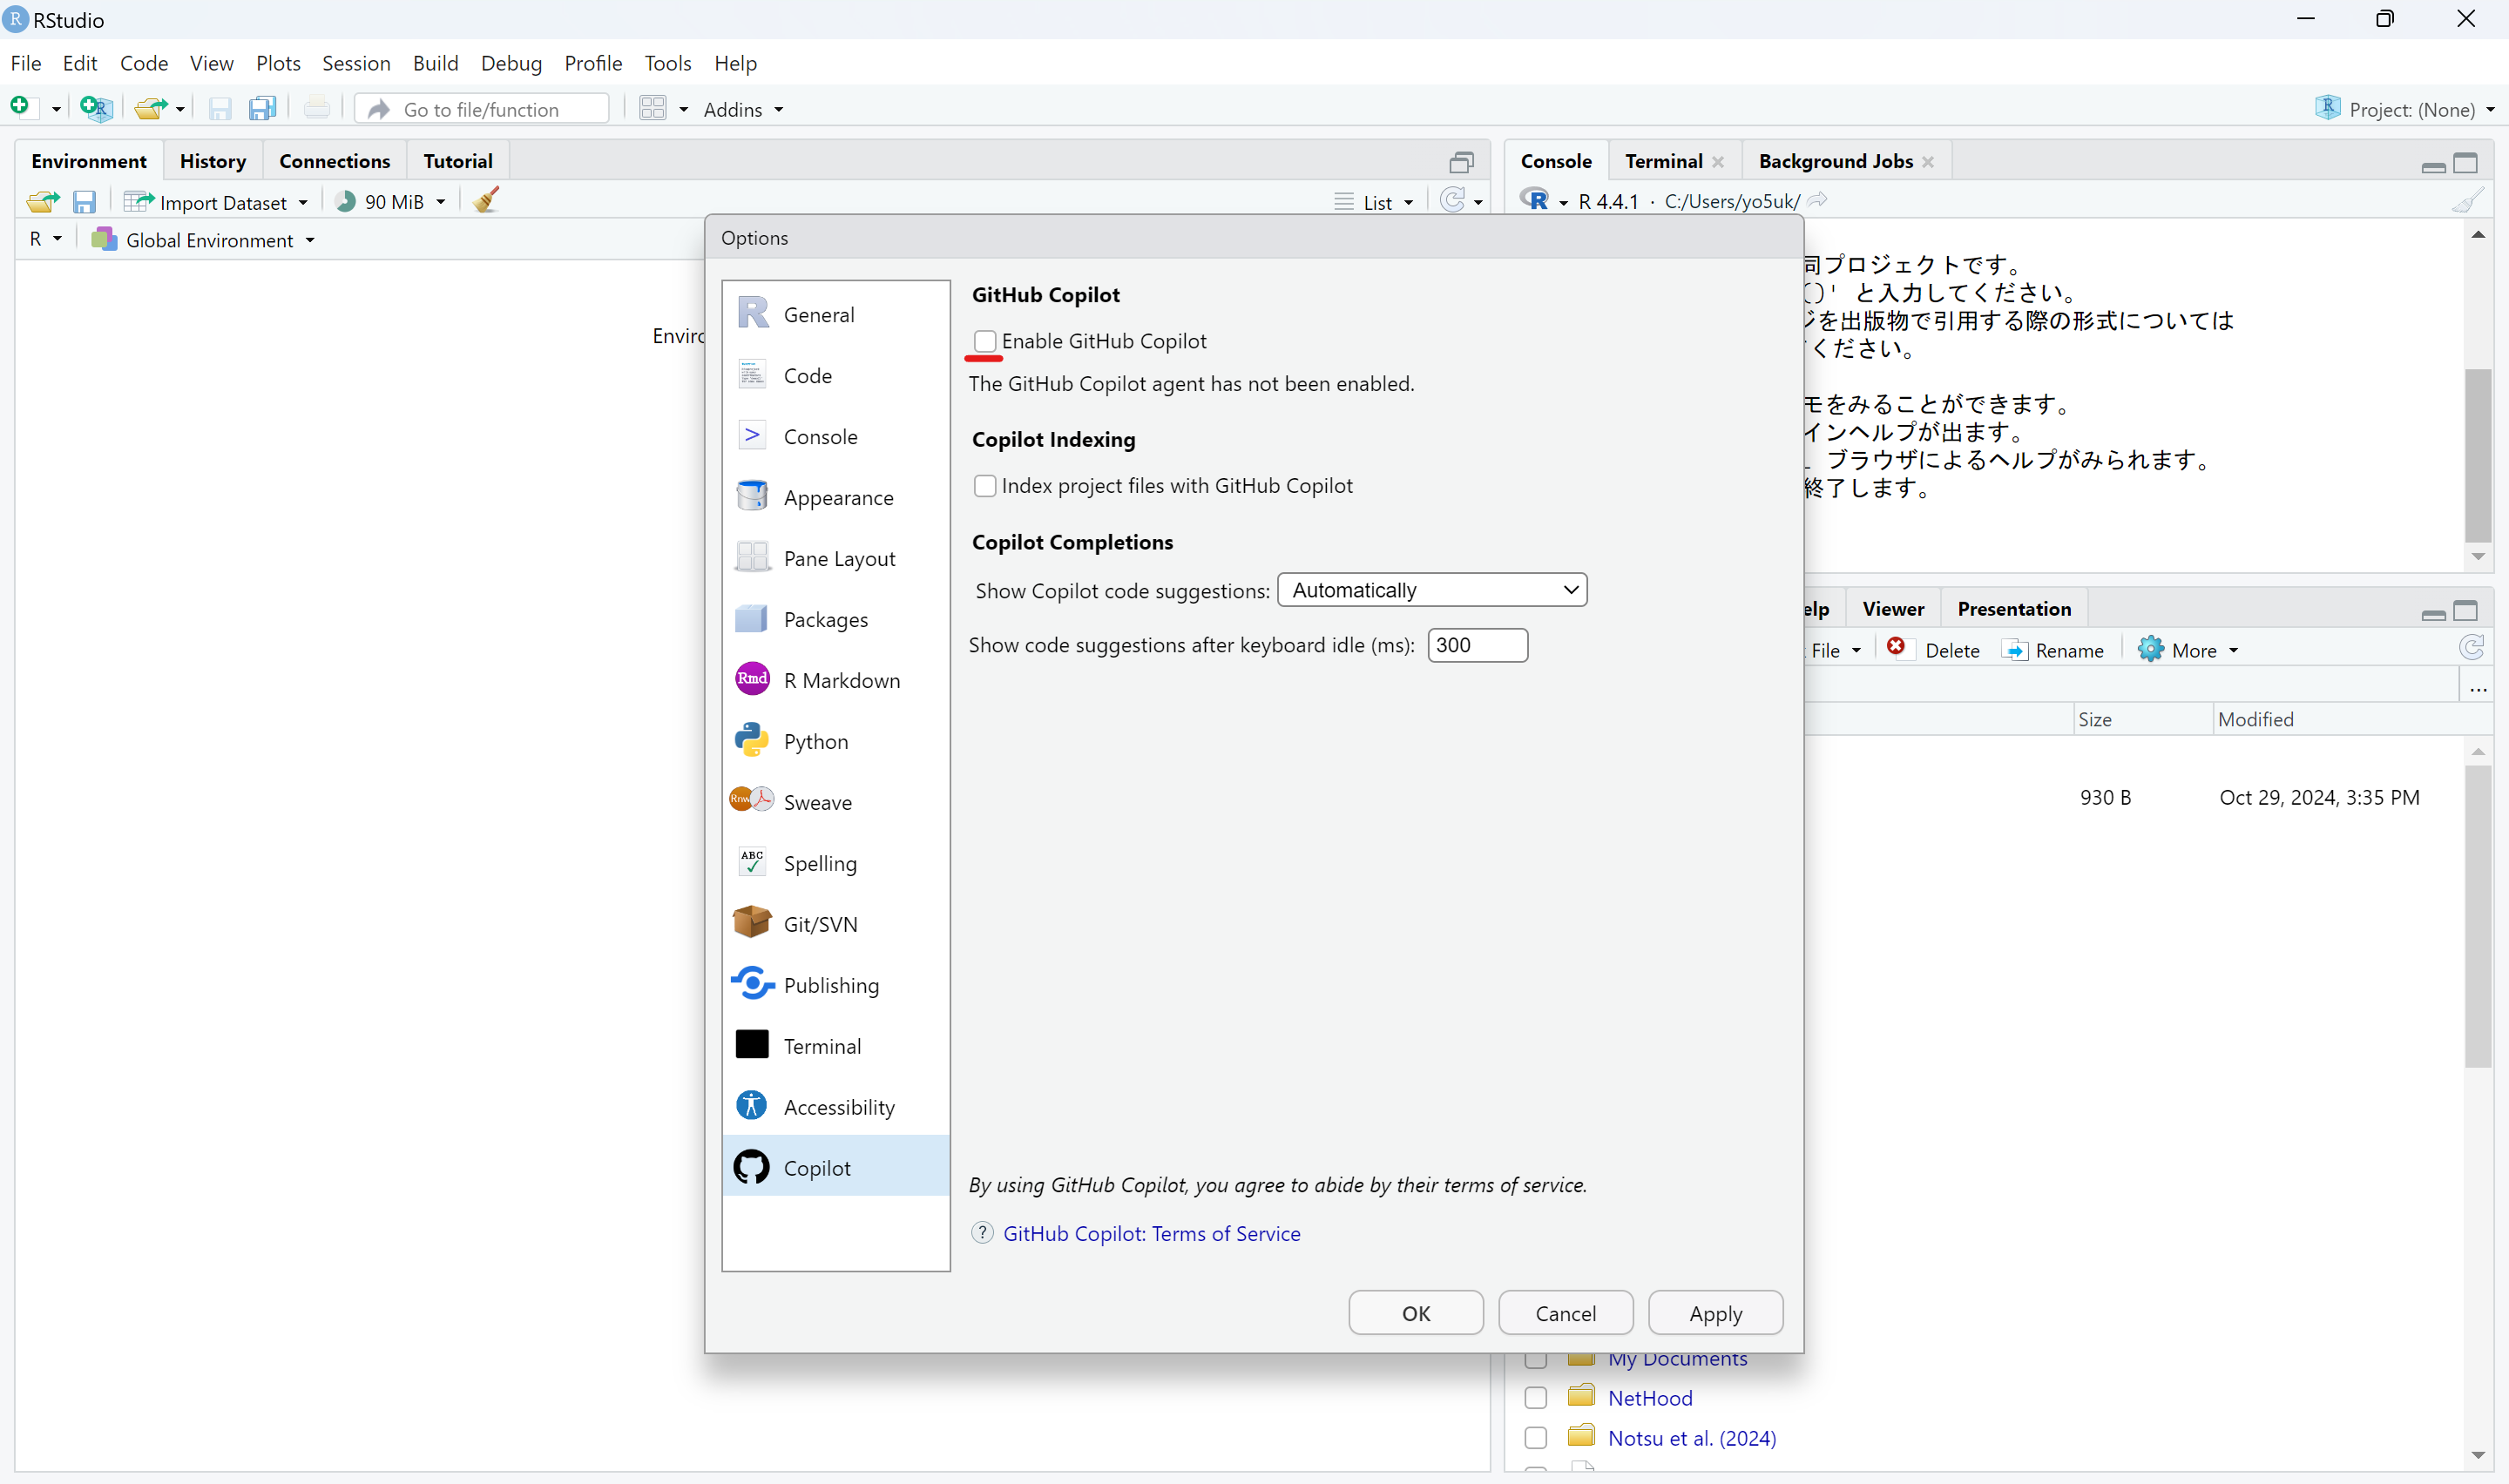 RStudio
File Edit Code View Plots Session Build Debug Profile Tools Help
Go to file/function Addins Project: (None)
Environment History Connections Tutorial
Import Dataset 90 MiB List
R Global Environment
Console Terminal Background Jobs
R 4.4.1 · C:/Users/yo5uk/
同プロジェクトです。
()' と入力してください。
ジを出版物で引用する際の形式については
ください。
モをみることができます。
インヘルプが出ます。
ブラウザによるヘルプがみられます。
終了します。
Options
General
Code
Console
Appearance
Pane Layout
Packages
Rmd R Markdown
Python
Rnw Sweave
ABC Spelling
Git/SVN
Publishing
Terminal
Accessibility
Copilot
GitHub Copilot
Enable GitHub Copilot
The GitHub Copilot agent has not been enabled.
Copilot Indexing
Index project files with GitHub Copilot
Copilot Completions
Show Copilot code suggestions: Automatically
Show code suggestions after keyboard idle (ms): 300
By using GitHub Copilot, you agree to abide by their terms of service.
? GitHub Copilot: Terms of Service
OK Cancel Apply
Viewer Presentation
File Delete Rename More
...
Size Modified
930 B Oct 29, 2024, 3:35 PM
My Documents
NetHood
Notsu et al. (2024)